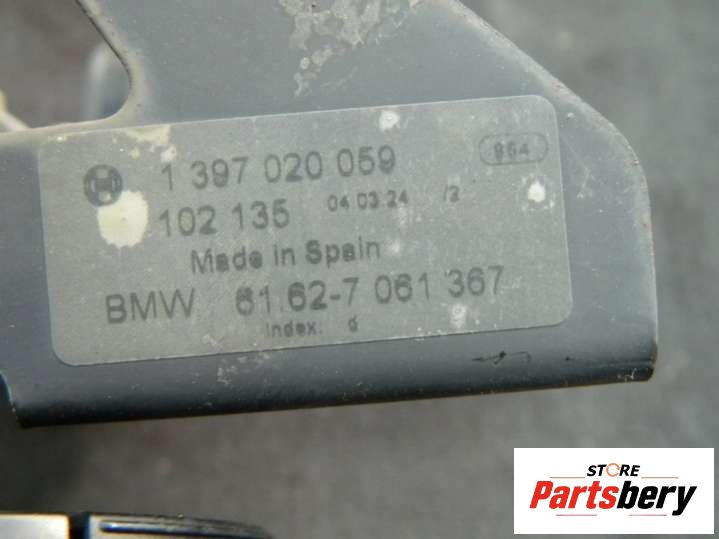 1 397 020 059 864
102 135 04 03 24 /2
Made in Spain
BMW 61.62-7 061 367
Index: d
STORE
Partsbery